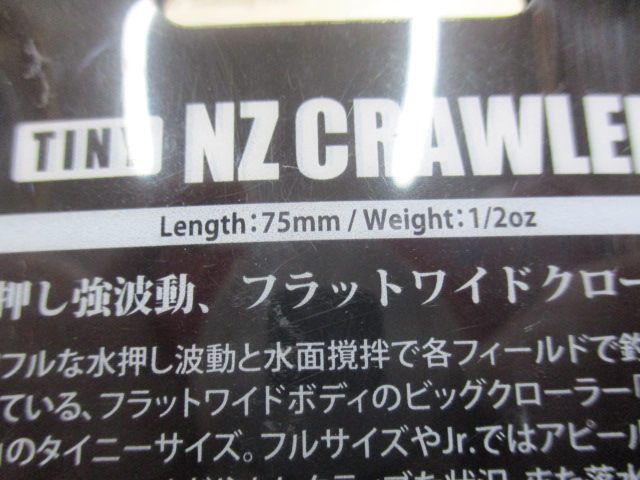 TINY NZ CRAWLER
Length:75mm / Weight:1/2oz
押し強波動、フラットワイドクロー
フルな水押し波動と水面撹拌で各フィールドで釣
ている、フラットワイドボディのビッグクローラー「
のタイニーサイズ。フルサイズやJr.ではアピール